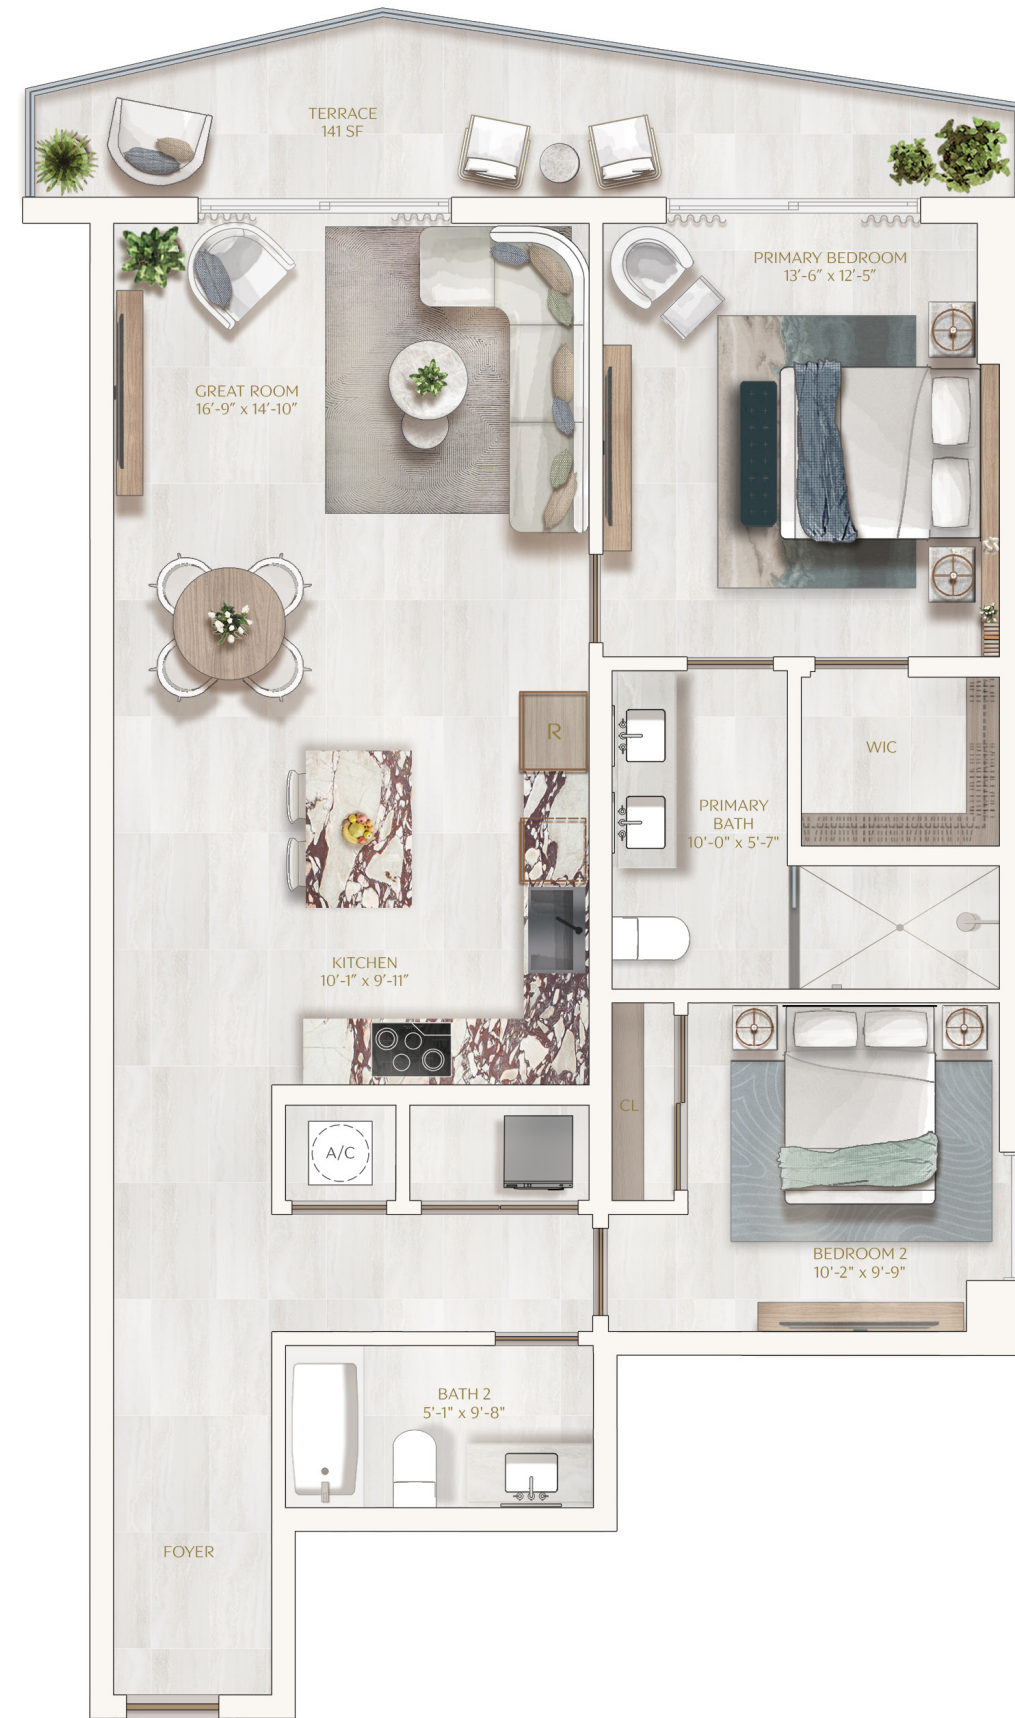 TERRACE
141 SF
PRIMARY BEDROOM
13'-6" x 12'-5"
GREAT ROOM
16'-9" x 14'-10"
R
WIC
PRIMARY
BATH
10'-0" x 5'-7"
KITCHEN
10'-1" x 9'-11"
CL
A/C
BEDROOM 2
10'-2" x 9'-9"
BATH 2
5'-1" x 9'-8"
FOYER